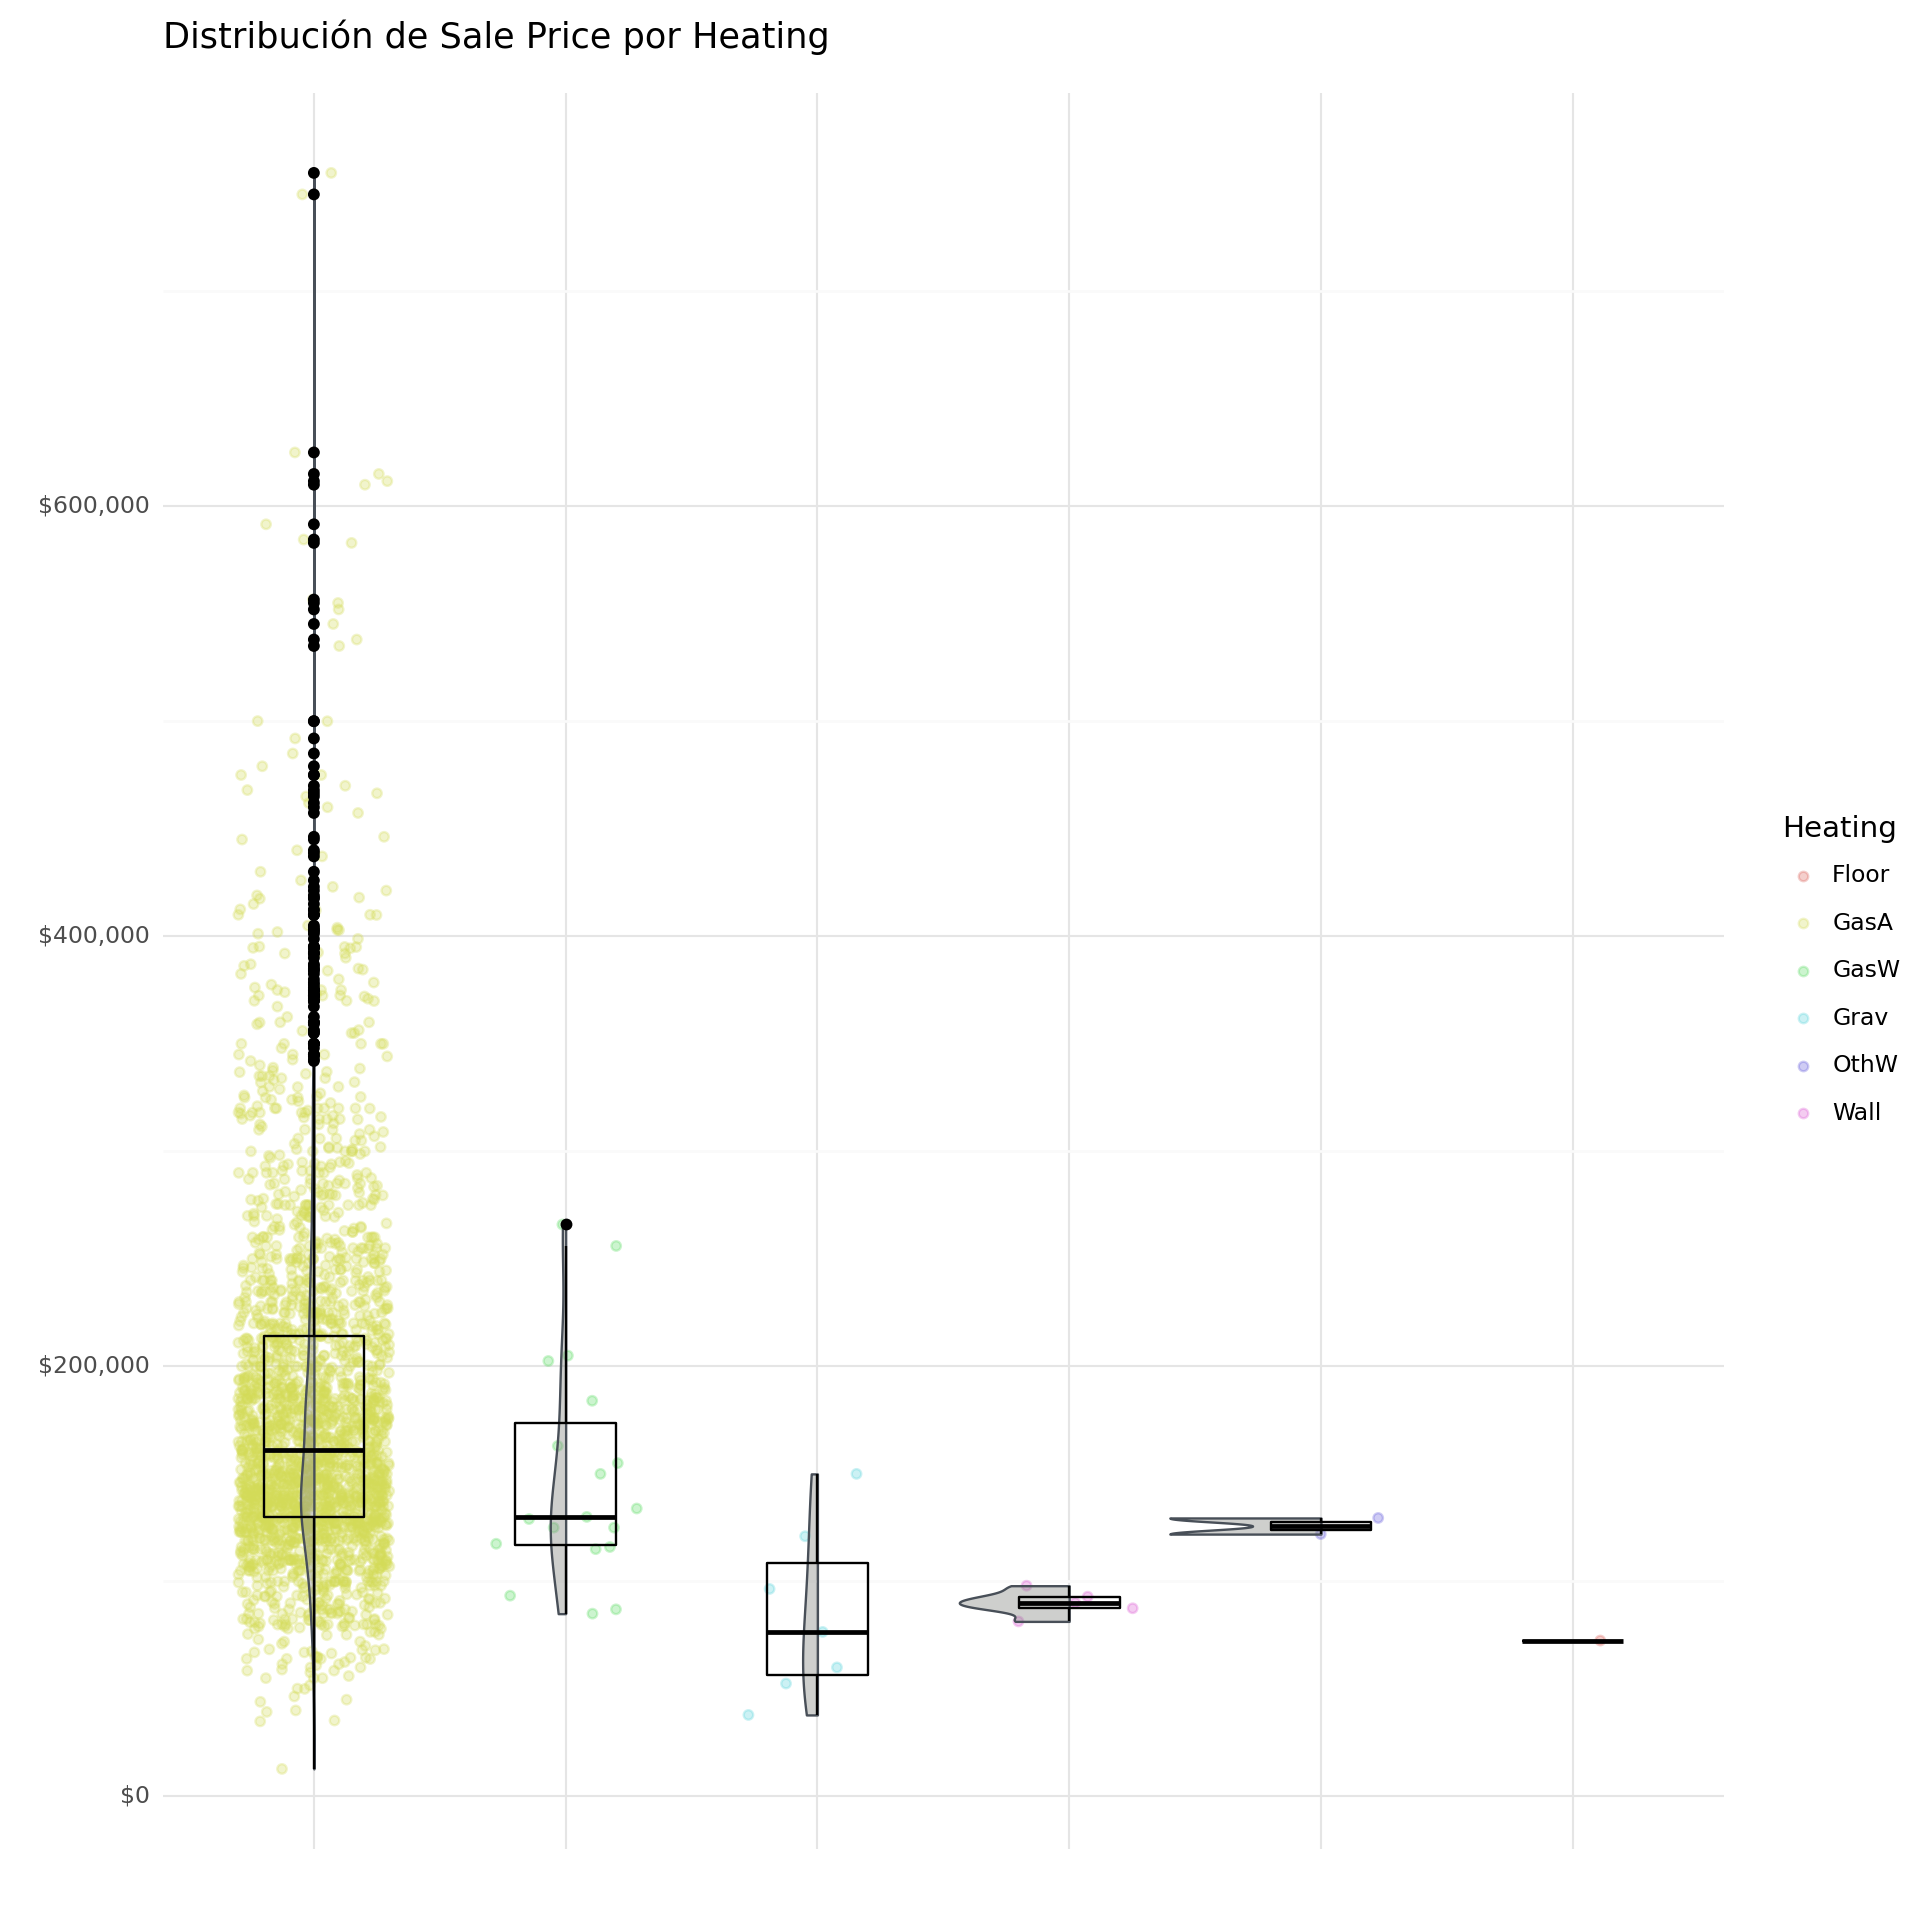 Distribución de Sale Price por Heating
$600,000
$400,000
$200,000
$0
Heating
Floor
GasA
GasW
Grav
OthW
Wall